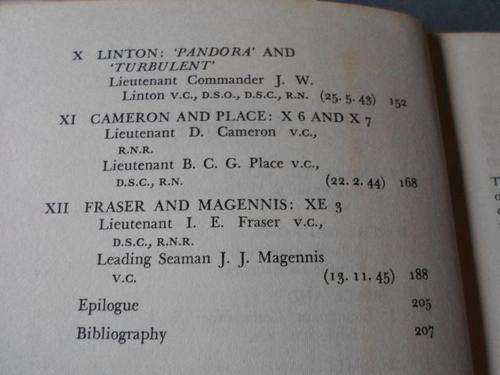 X LINTON: 'PANDORA' AND
'TURBULENT'
Lieutenant Commander J. W.
Linton V.C., D.S.O., D.S.C., R.N. (25.5.43) 152
XI CAMERON AND PLACE: X 6 AND X 7
Lieutenant D. Cameron V.C.,
R.N.R.
Lieutenant B. C. G. Place V.C.,
D.S.C., R.N. (22.2.44) 168
XII FRASER AND MAGENNIS: XE 3
Lieutenant I. E. Fraser V.C.,
D.S.C., R.N.R.
Leading Seaman J. J. Magennis
V.C. (13.11.45) 188
Epilogue 205
Bibliography 207